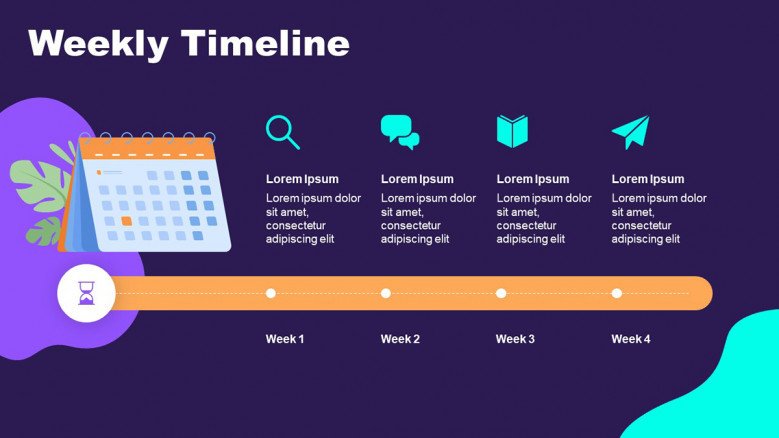 Weekly Timeline
Lorem Ipsum
Lorem ipsum dolor
sit amet,
consectetur
adipiscing elit
Lorem Ipsum
Lorem ipsum dolor
sit amet,
consectetur
adipiscing elit
Lorem Ipsum
Lorem ipsum dolor
sit amet,
consectetur
adipiscing elit
Lorem Ipsum
Lorem ipsum dolor
sit amet,
consectetur
adipiscing elit
Week 1
Week 2
Week 3
Week 4